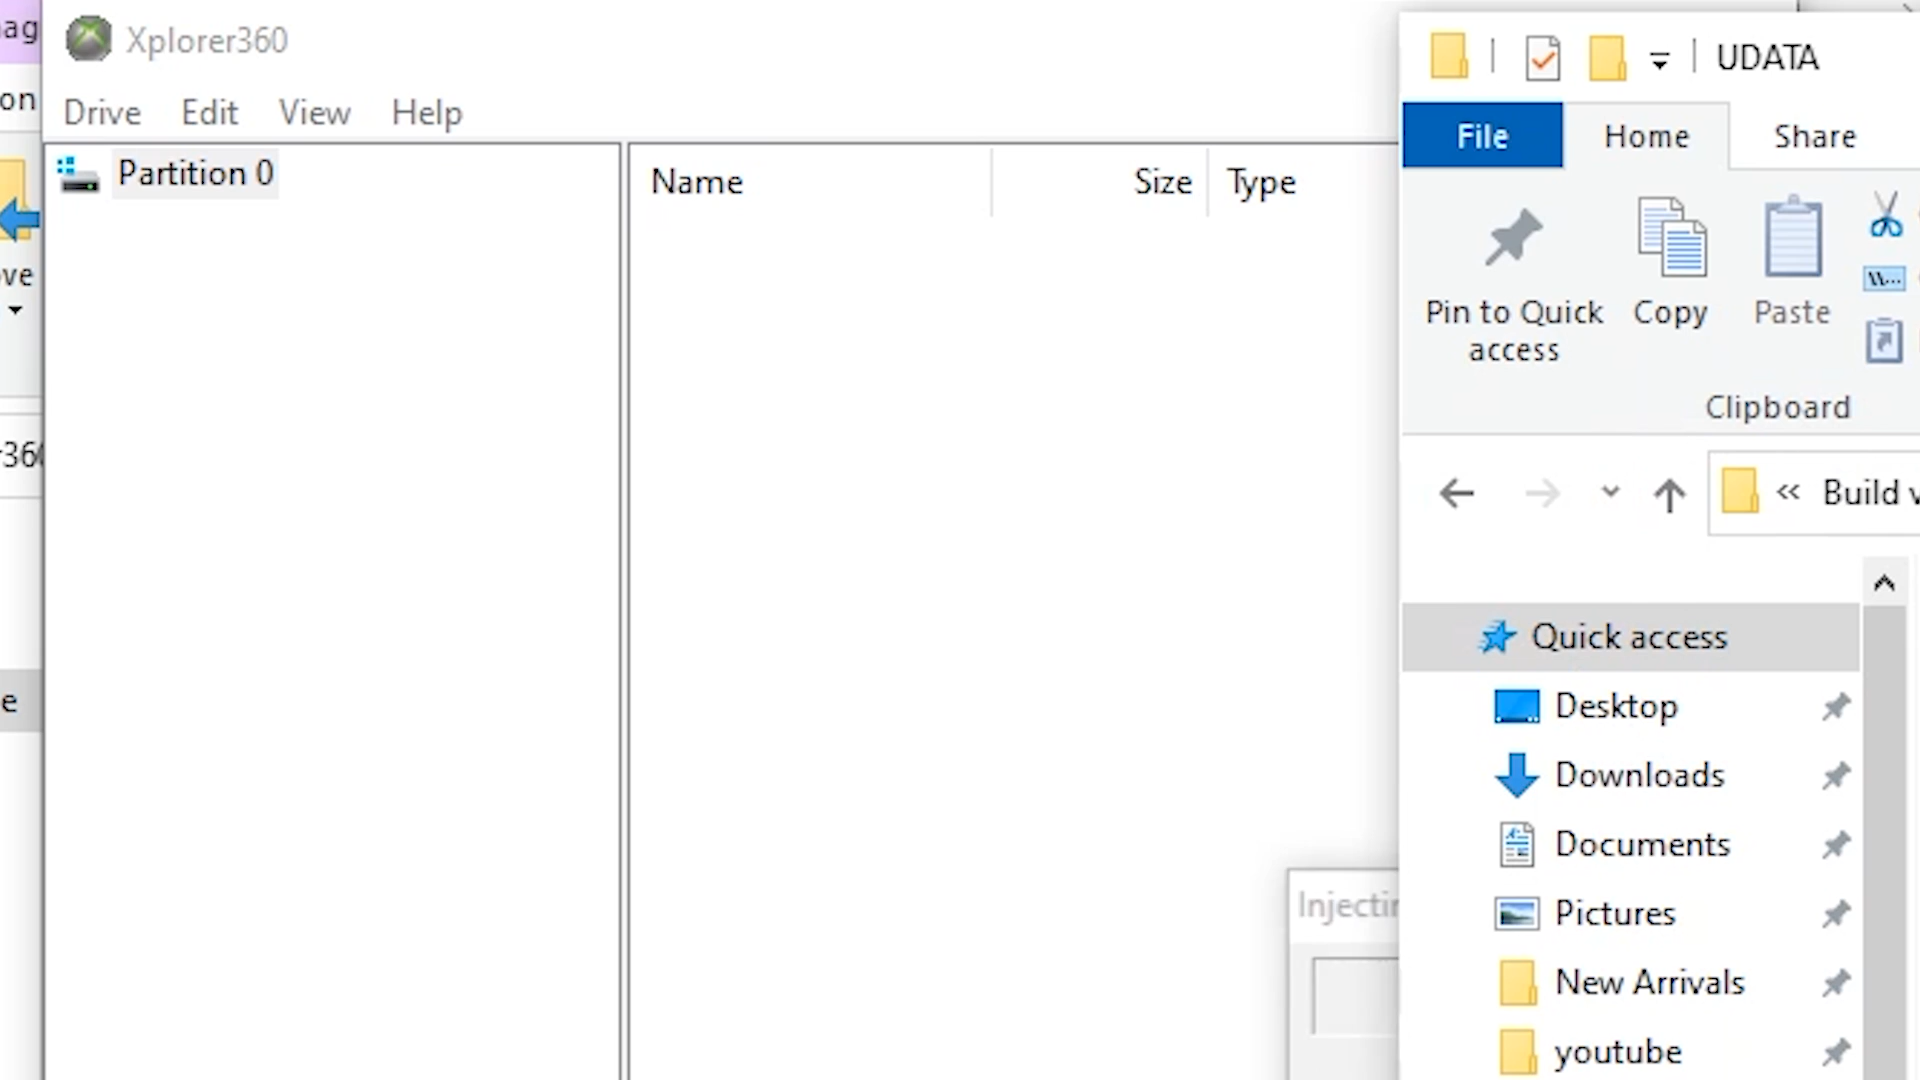 Xplorer360
Drive Edit View Help
Partition 0
Name Size Type
UDATA
File Home Share
Pin to Quick access
Copy
Paste
Clipboard
« Build
Quick access
Desktop
Downloads
Documents
Pictures
New Arrivals
youtube